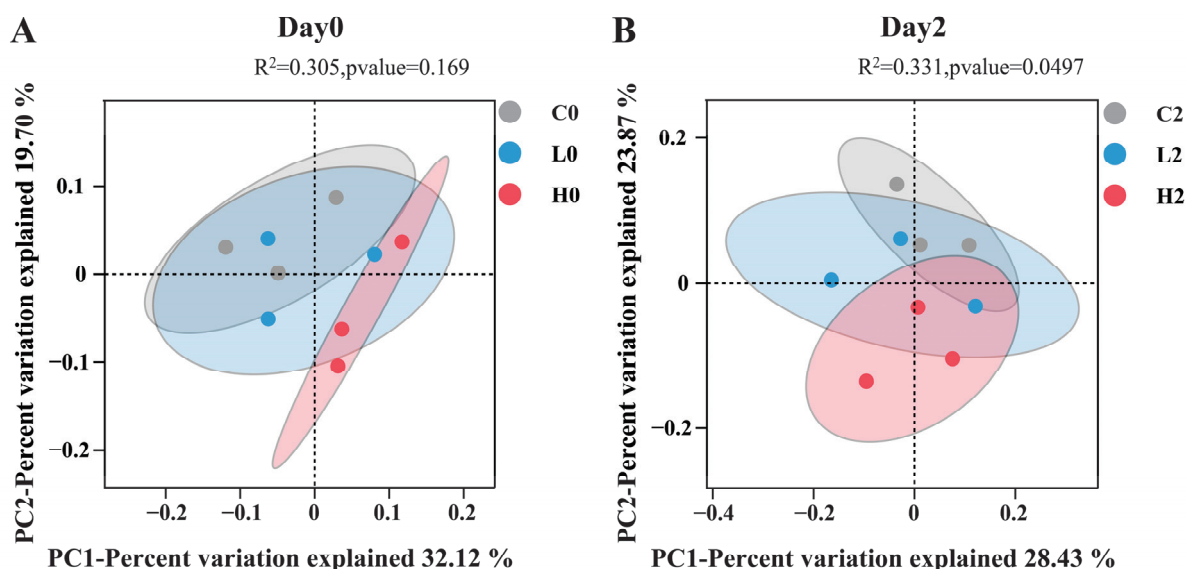 A
Day0
R²=0.305,pvalue=0.169
PC2-Percent variation explained 19.70 %
0.1
0
−0.1
−0.2
−0.2
−0.1
0
0.1
0.2
PC1-Percent variation explained 32.12 %
C0
L0
H0
B
Day2
R²=0.331,pvalue=0.0497
PC2-Percent variation explained 23.87 %
0.2
0
−0.2
−0.4
−0.2
0
0.2
PC1-Percent variation explained 28.43 %
C2
L2
H2